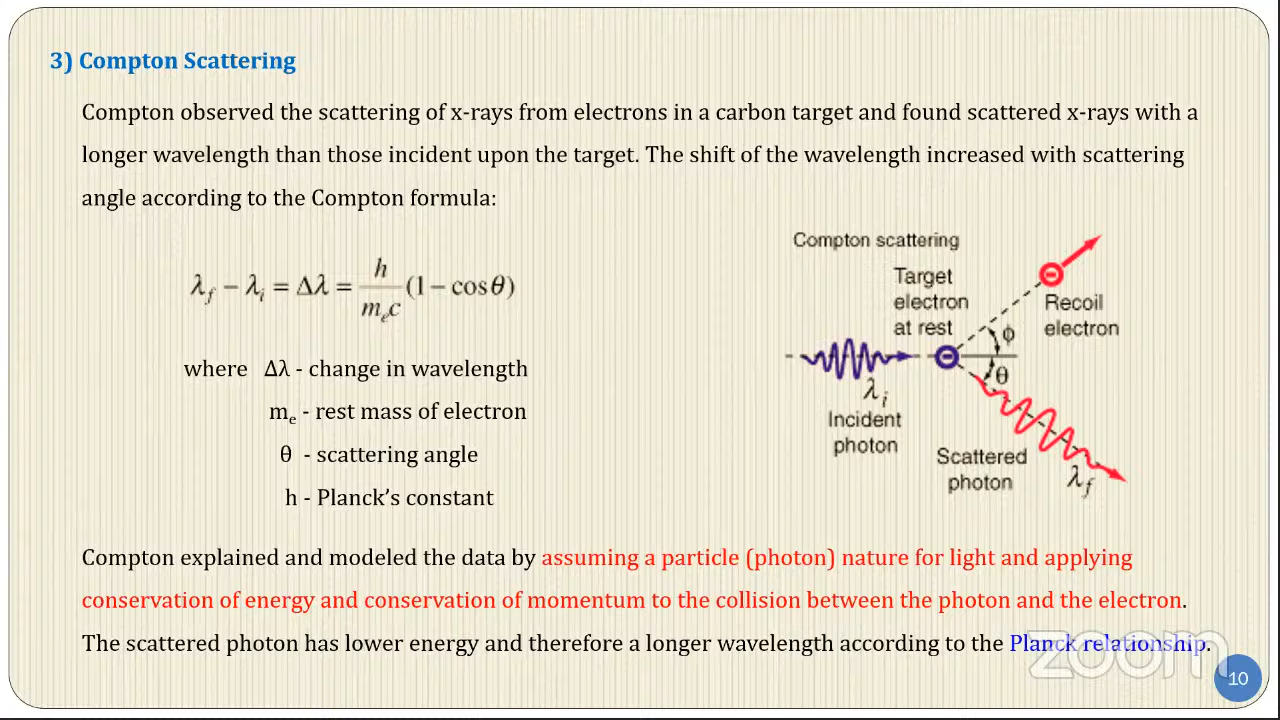 3) Compton Scattering
Compton observed the scattering of x-rays from electrons in a carbon target and found scattered x-rays with a
longer wavelength than those incident upon the target. The shift of the wavelength increased with scattering
angle according to the Compton formula:
λf − λi = Δλ = h/mec (1 − cosθ)
where Δλ - change in wavelength
me - rest mass of electron
θ - scattering angle
h - Planck’s constant
Compton scattering
Target
electron
at rest
Recoil
electron
ϕ
θ
λi
Incident
photon
Scattered
photon
λf
Compton explained and modeled the data by assuming a particle (photon) nature for light and applying
conservation of energy and conservation of momentum to the collision between the photon and the electron.
The scattered photon has lower energy and therefore a longer wavelength according to the Planck relationship.
zoom
10